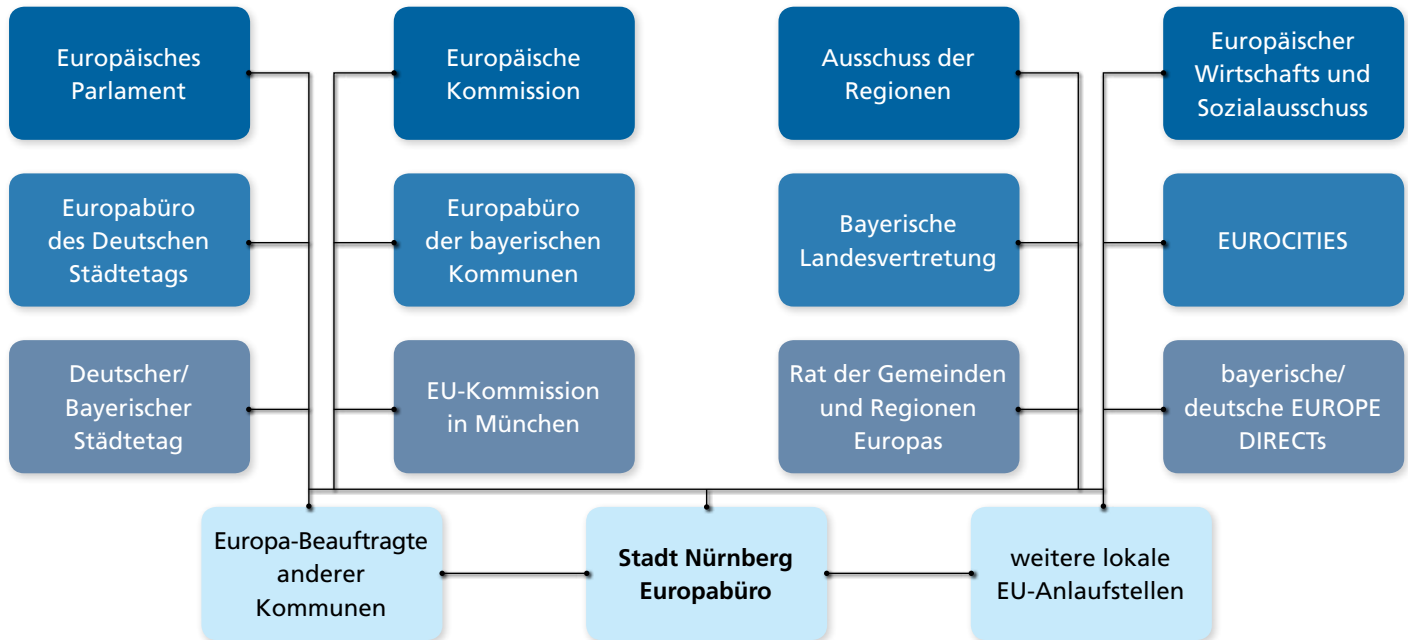 Europäisches
Parlament
Europäische
Kommission
Ausschuss der
Regionen
Europäischer
Wirtschafts und
Sozialausschuss
Europabüro
des Deutschen
Städtetags
Europabüro
der bayerischen
Kommunen
Bayerische
Landesvertretung
EUROCITIES
Deutscher/
Bayerischer
Städtetag
EU-Kommission
in München
Rat der Gemeinden
und Regionen
Europas
bayerische/
deutsche EUROPE
DIRECTs
Europa-Beauftragte
anderer
Kommunen
Stadt Nürnberg
Europabüro
weitere lokale
EU-Anlaufstellen